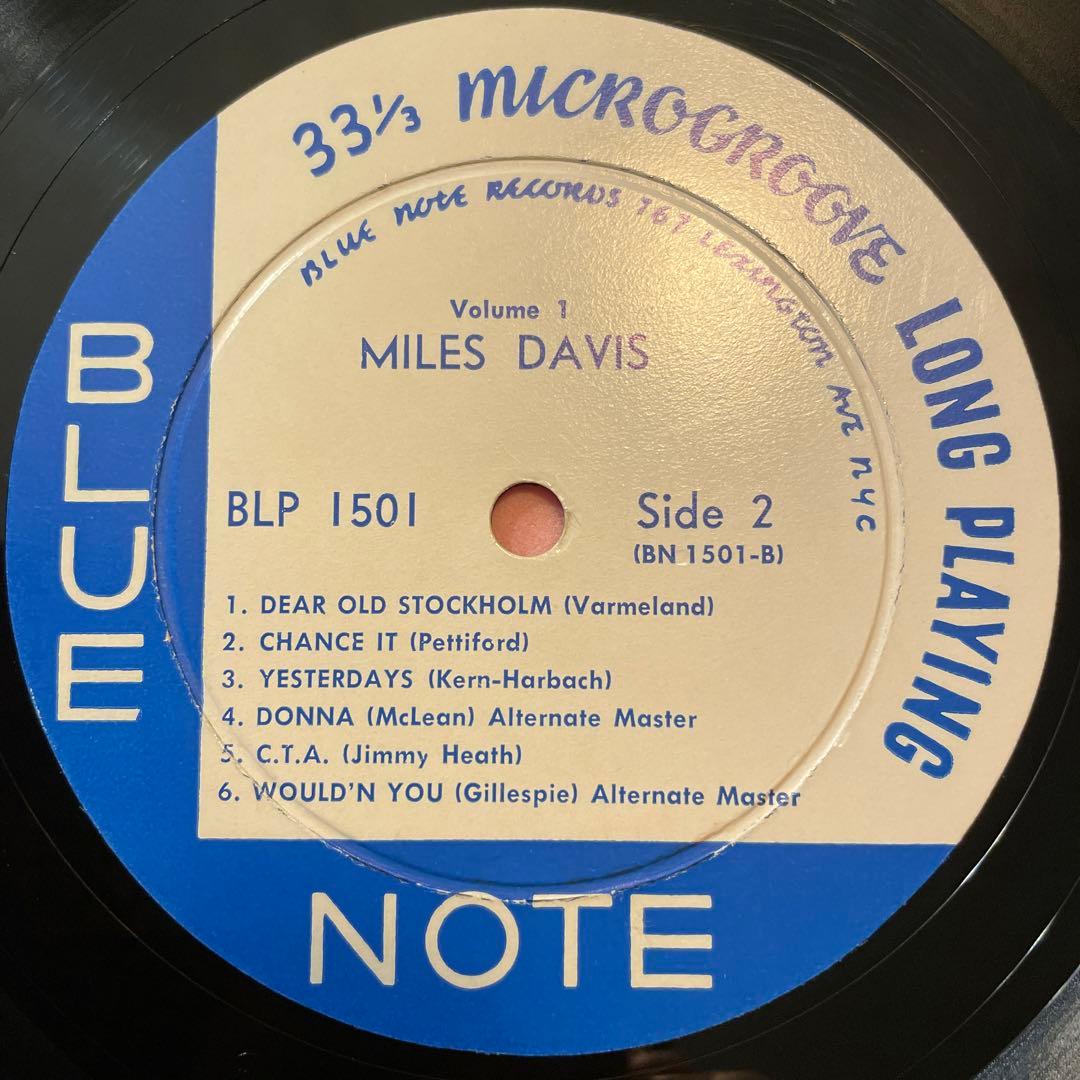 33⅓ MICROGROOVE LONG PLAYING
BLUE NOTE RECORDS 767 LEXINGTON AVE NYC
Volume 1
MILES DAVIS
BLP 1501
Side 2
(BN 1501-B)
1. DEAR OLD STOCKHOLM (Varmeland)
2. CHANCE IT (Pettiford)
3. YESTERDAYS (Kern-Harbach)
4. DONNA (McLean) Alternate Master
5. C.T.A. (Jimmy Heath)
6. WOULD'N YOU (Gillespie) Alternate Master
BLUE
NOTE